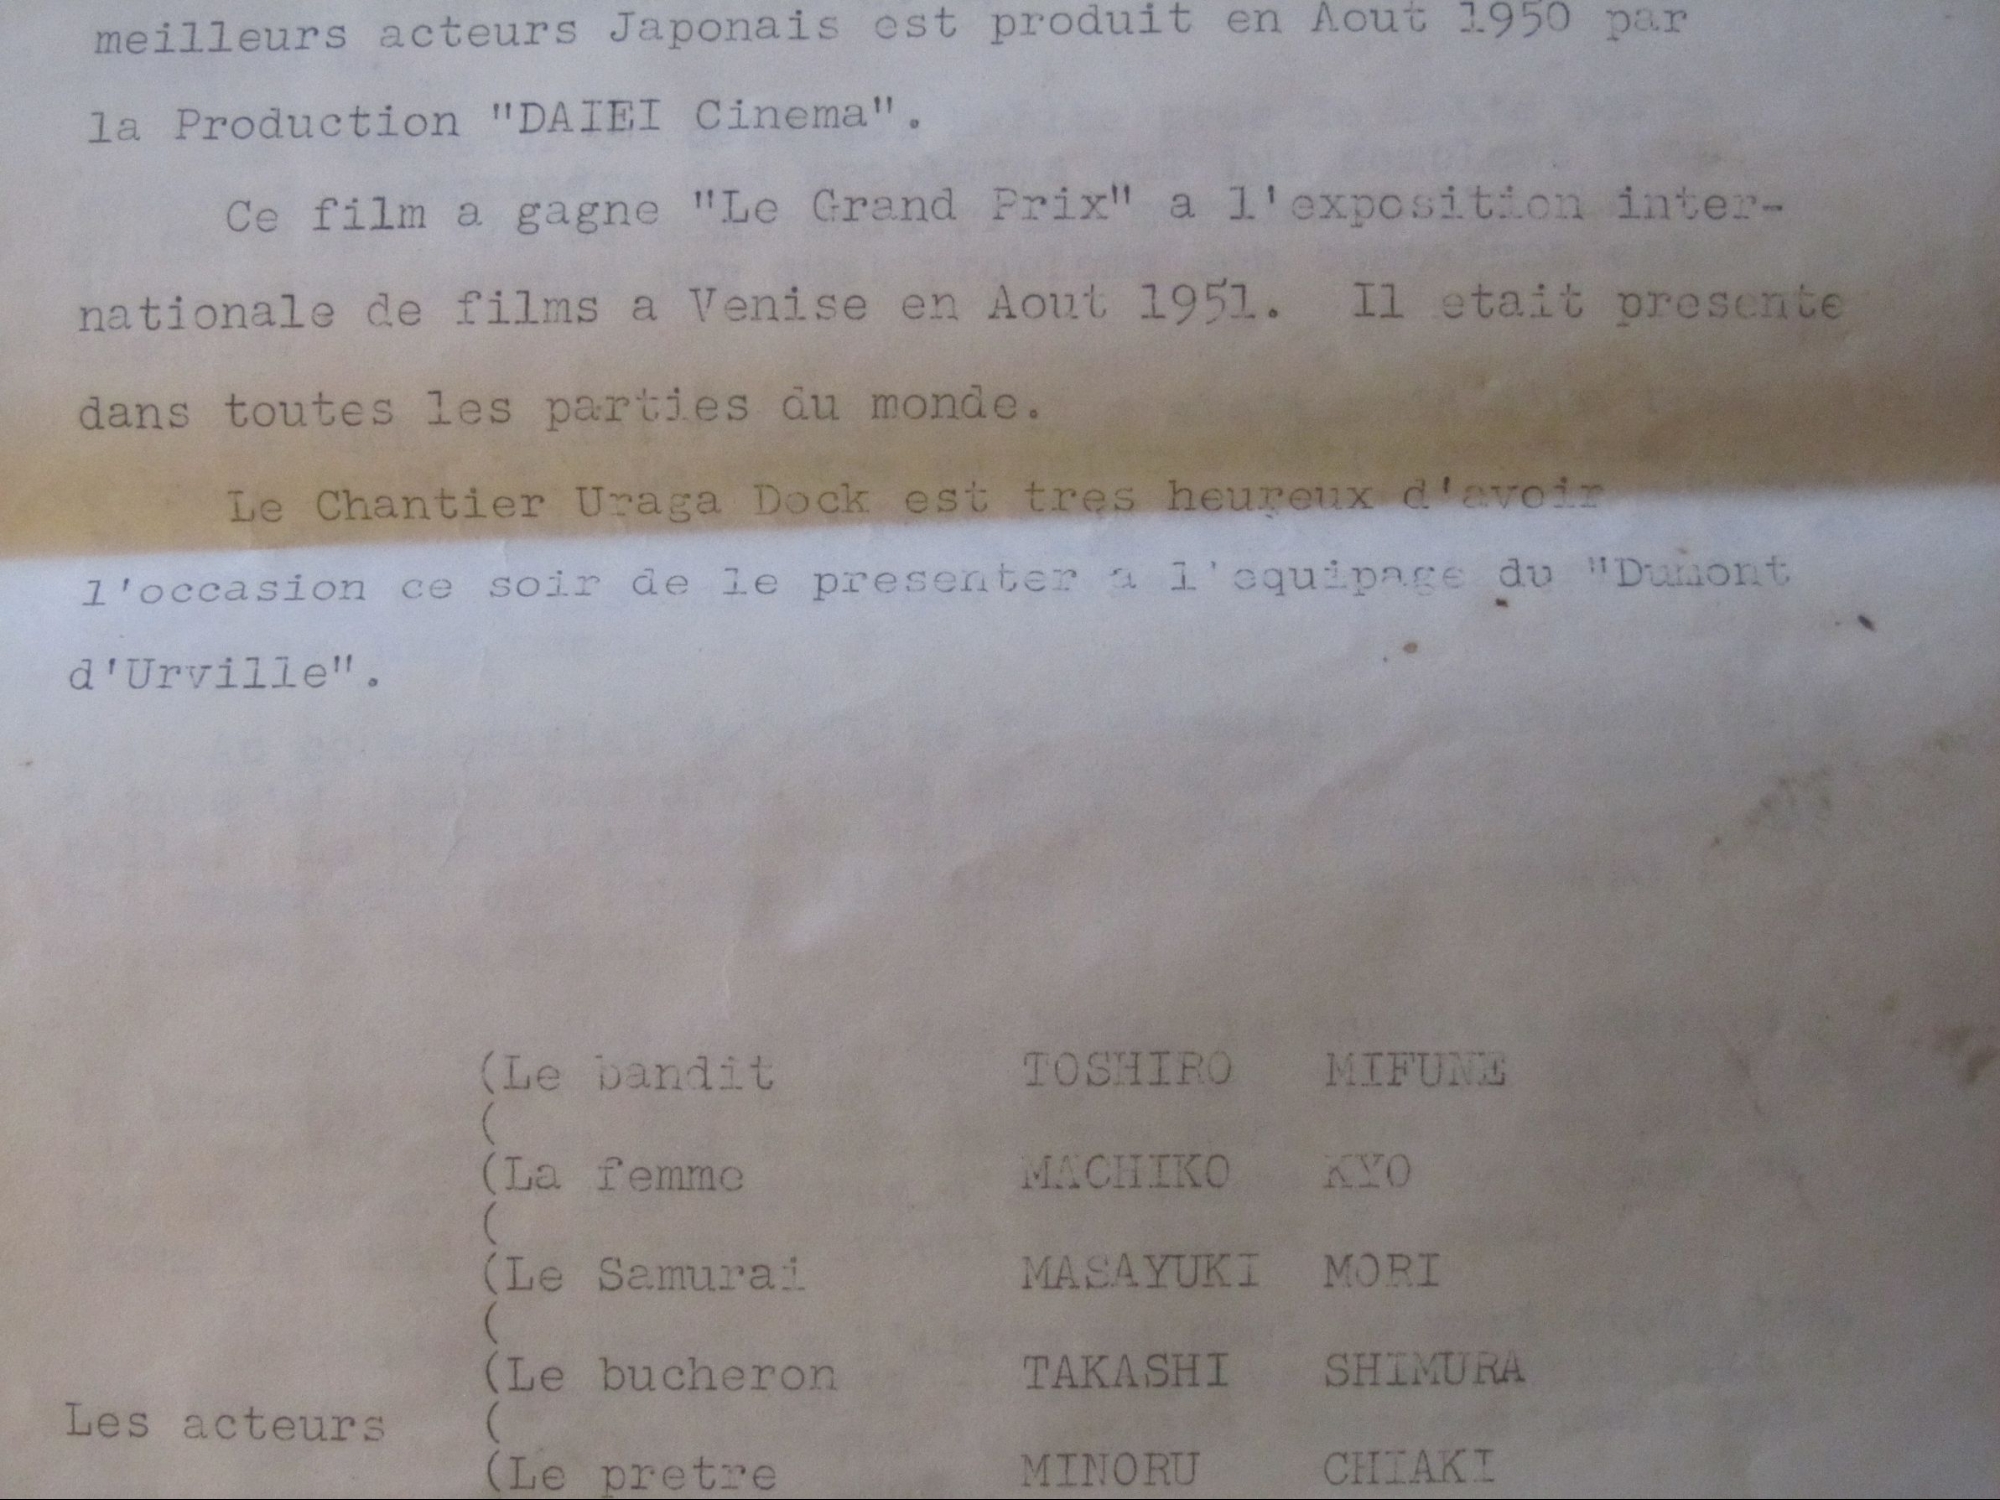 meilleurs acteurs Japonais est produit en Aout 1950 par
la Production "DAIEI Cinema".
Ce film a gagne "Le Grand Prix" a l'exposition inter-
nationale de films a Venise en Aout 1951. Il etait presente
dans toutes les parties du monde.
Le Chantier Uraga Dock est tres heureux d'avoir
l'occasion ce soir de le presenter a l'equipage du "Dumont
d'Urville".
(Le bandit TOSHIRO MIFUNE
(
(La femme MACHIKO KYO
(
(Le Samurai MASAYUKI MORI
(
(Le bucheron TAKASHI SHIMURA
Les acteurs (
(Le pretre MINORU CHIAKI